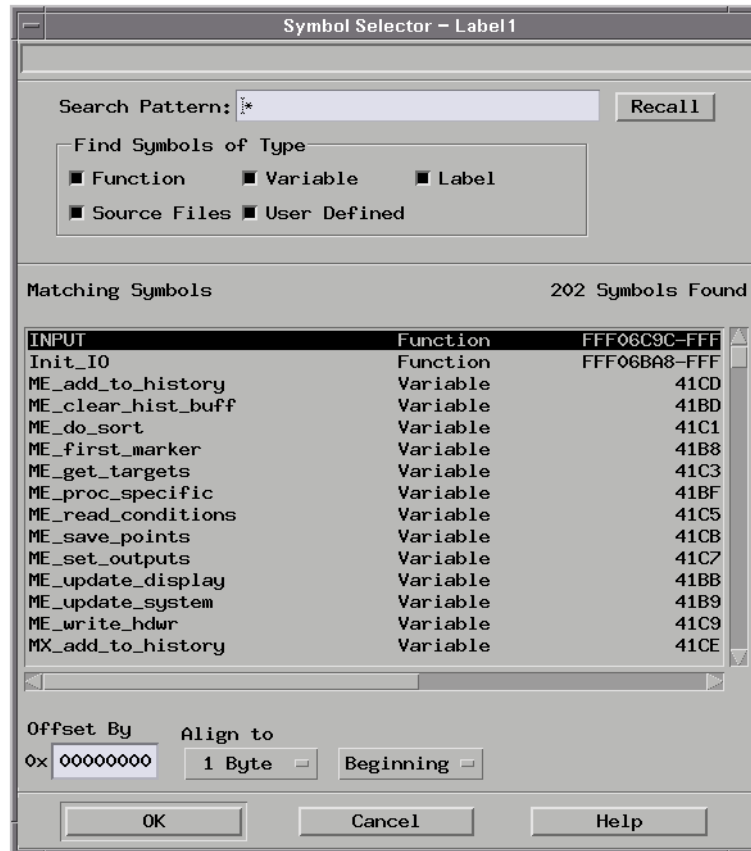 Symbol Selector – Label1
Search Pattern: *
Recall
Find Symbols of Type
Function Variable Label
Source Files User Defined
Matching Symbols 202 Symbols Found
INPUT Function FFF06C9C-FFF
Init_IO Function FFF06BA8-FFF
ME_add_to_history Variable 41CD
ME_clear_hist_buff Variable 41BD
ME_do_sort Variable 41C1
ME_first_marker Variable 41B8
ME_get_targets Variable 41C3
ME_proc_specific Variable 41BF
ME_read_conditions Variable 41C5
ME_save_points Variable 41CB
ME_set_outputs Variable 41C7
ME_update_display Variable 41BB
ME_update_system Variable 41B9
ME_write_hdwr Variable 41C9
MX_add_to_history Variable 41CE
Offset By Align to
0x 00000000 1 Byte Beginning
OK Cancel Help